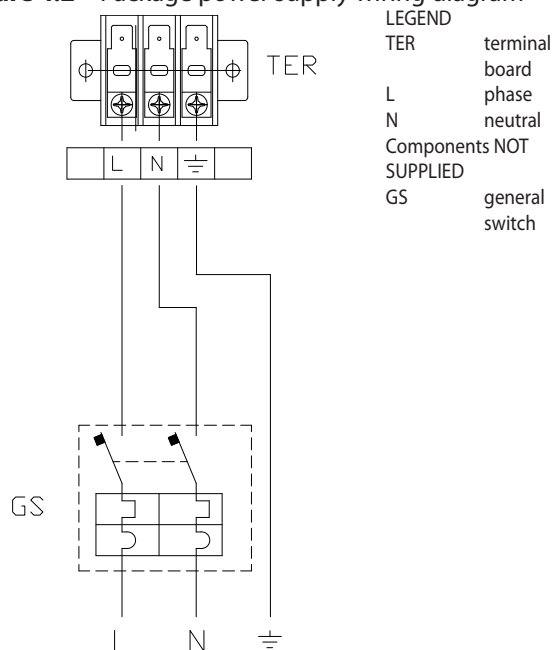 Package power supply wiring diagram
LEGEND
TER terminal board
L phase
N neutral
Components NOT SUPPLIED
GS general switch
TER
L N
GS
L N